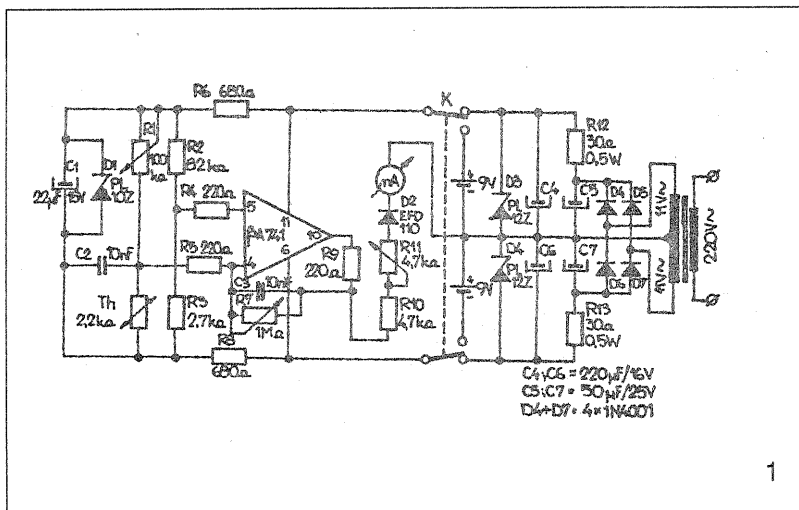 R6 680Ω
K
R1
100
kΩ
R2
82kΩ
C1
22µF
15V
D1
PL
10Z
R4 220Ω
5
11
βA741
10
6
4
R5 220Ω
C2
10nF
Th
2,2kΩ
R3
2,7kΩ
C3
10nF
R7
1MΩ
R8
680Ω
R9
220Ω
mA
D2
EFD
110
R11
4,7kΩ
R10
4,7kΩ
9V
9V
D3
PL
12Z
D4
PL
12Z
C4
C5
C6
C7
R12
30Ω
0,5W
D4
D5
D6
D7
R13
30Ω
0,5W
11V~
11V~
220V~
C4;C6=220µF/16V
C5;C7=50µF/25V
D4÷D7=4×1N4001
1